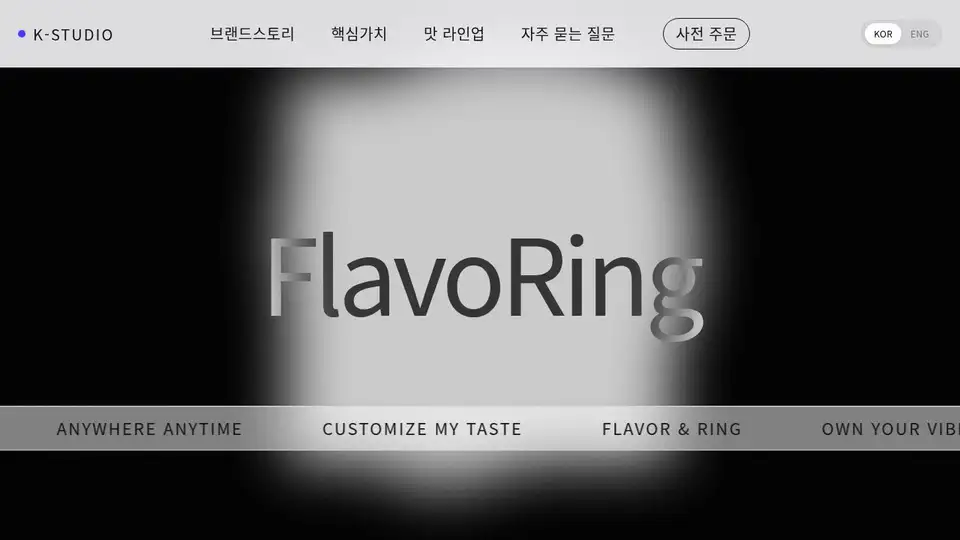 K-STUDIO 브랜드스토리 핵심가치 맛 라인업 자주 묻는 질문 사전 주문 KOR ENG
FlavoRing
ANYWHERE ANYTIME CUSTOMIZE MY TASTE FLAVOR & RING OWN YOUR